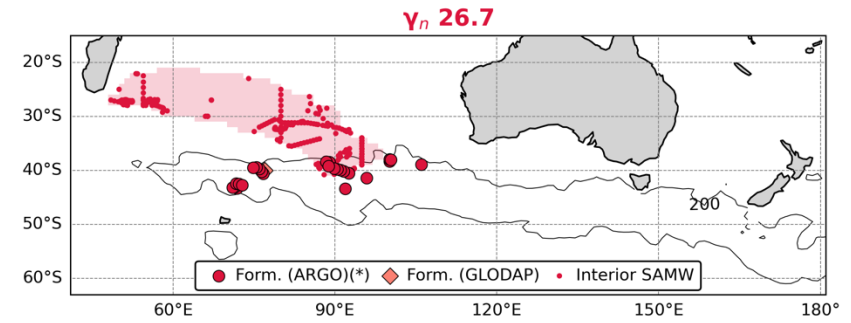 γn 26.7
20°S
30°S
40°S
50°S
60°S
200
Form. (ARGO)(*) Form. (GLODAP) Interior SAMW
60°E 90°E 120°E 150°E 180°